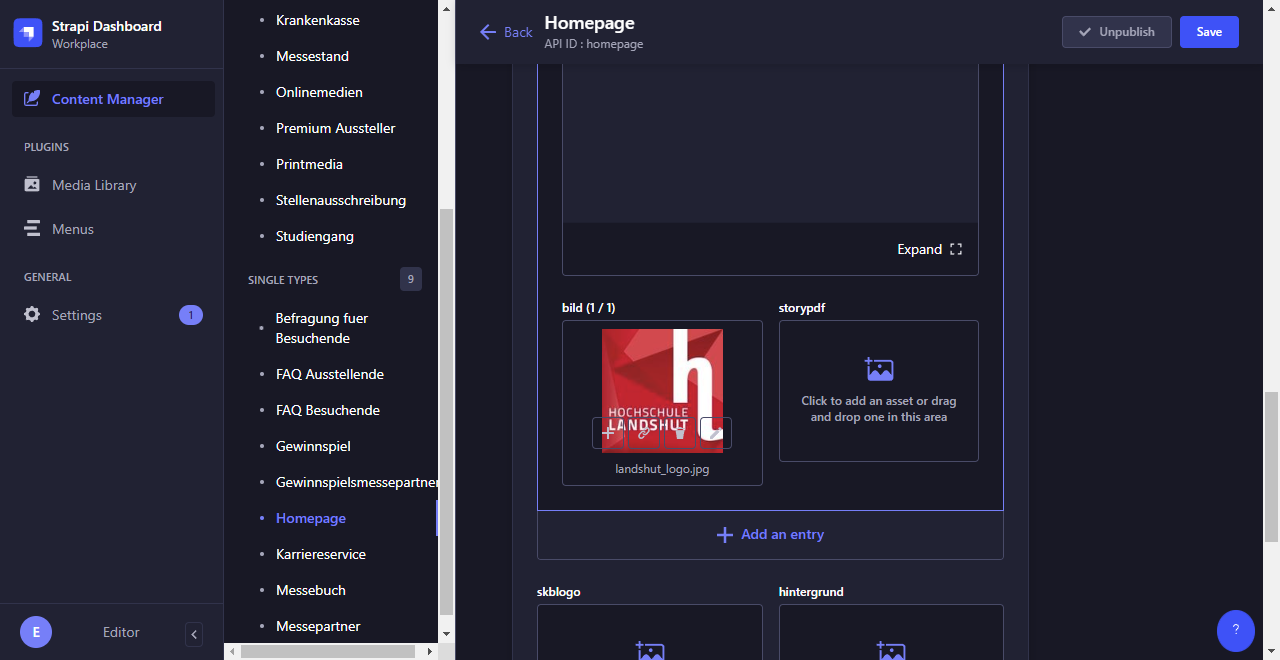 Strapi Dashboard
Workplace
Content Manager
PLUGINS
Media Library
Menus
GENERAL
Settings
1
E
Editor
Krankenkasse
Messestand
Onlinemedien
Premium Aussteller
Printmedia
Stellenausschreibung
Studiengang
SINGLE TYPES
9
Befragung fuer
Besuchende
FAQ Ausstellende
FAQ Besuchende
Gewinnspiel
Gewinnspielsmessepartner
Homepage
Karriereservice
Messebuch
Messepartner
Back
Homepage
API ID : homepage
Unpublish
Save
Expand
bild (1 / 1)
storypdf
h
HOCHSCHULE
LANDSHUT
landshut_logo.jpg
Click to add an asset or drag
and drop one in this area
Add an entry
skblogo
hintergrund
?